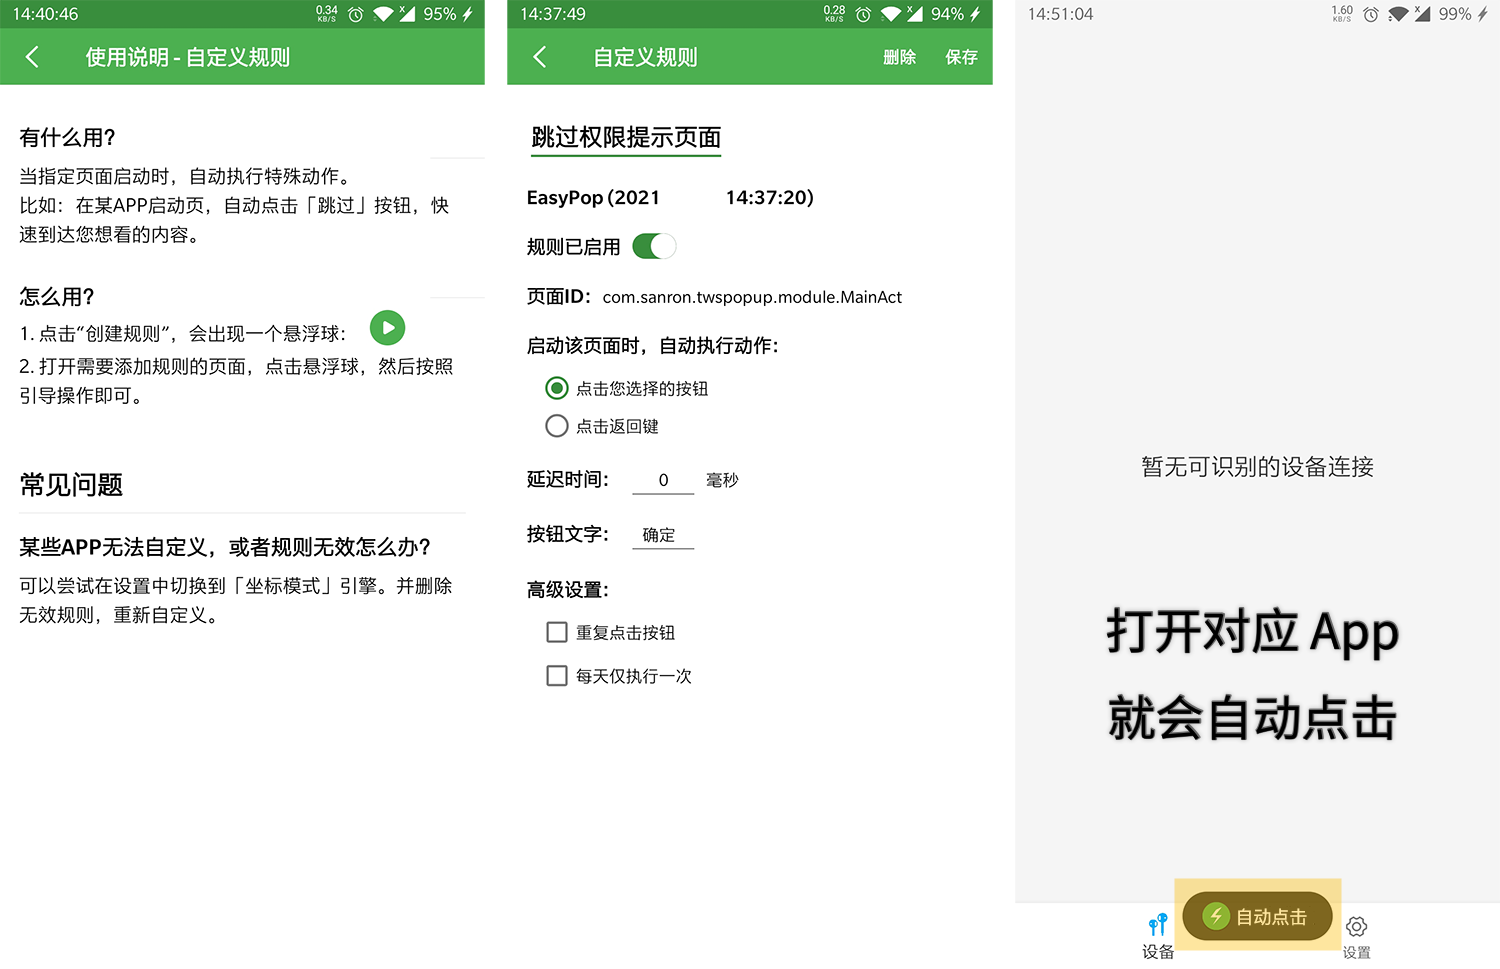 14:40:46
0.34 KB/S
95%
使用说明 - 自定义规则
有什么用?
当指定页面启动时，自动执行特殊动作。
比如：在某APP启动页，自动点击「跳过」按钮，快
速到达您想看的内容。
怎么用?
1. 点击“创建规则”，会出现一个悬浮球：
2. 打开需要添加规则的页面，点击悬浮球，然后按照
引导操作即可。
常见问题
某些APP无法自定义，或者规则无效怎么办?
可以尝试在设置中切换到「坐标模式」引擎。并删除
无效规则，重新自定义。
14:37:49
0.28 KB/S
94%
自定义规则
删除
保存
跳过权限提示页面
EasyPop (2021 14:37:20)
规则已启用
页面ID： com.sanron.twspopup.module.MainAct
启动该页面时，自动执行动作：
点击您选择的按钮
点击返回键
延迟时间： 0 毫秒
按钮文字： 确定
高级设置：
重复点击按钮
每天仅执行一次
14:51:04
1.60 KB/S
99%
暂无可识别的设备连接
打开对应 App
就会自动点击
自动点击
设备
设置